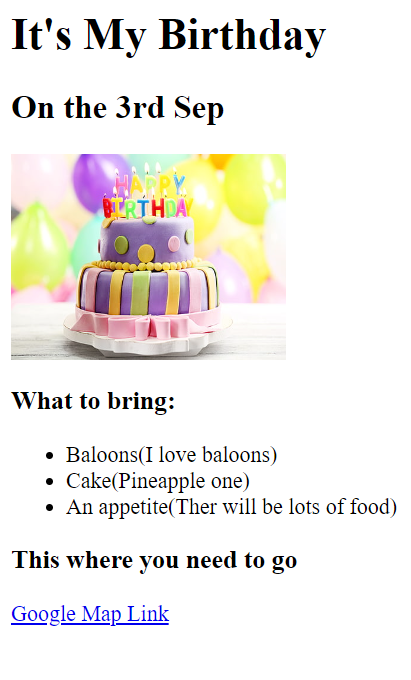 It's My Birthday
On the 3rd Sep
HAPPY
BIRTHDAY
What to bring:
Baloons(I love baloons)
Cake(Pineapple one)
An appetite(Ther will be lots of food)
This where you need to go
Google Map Link